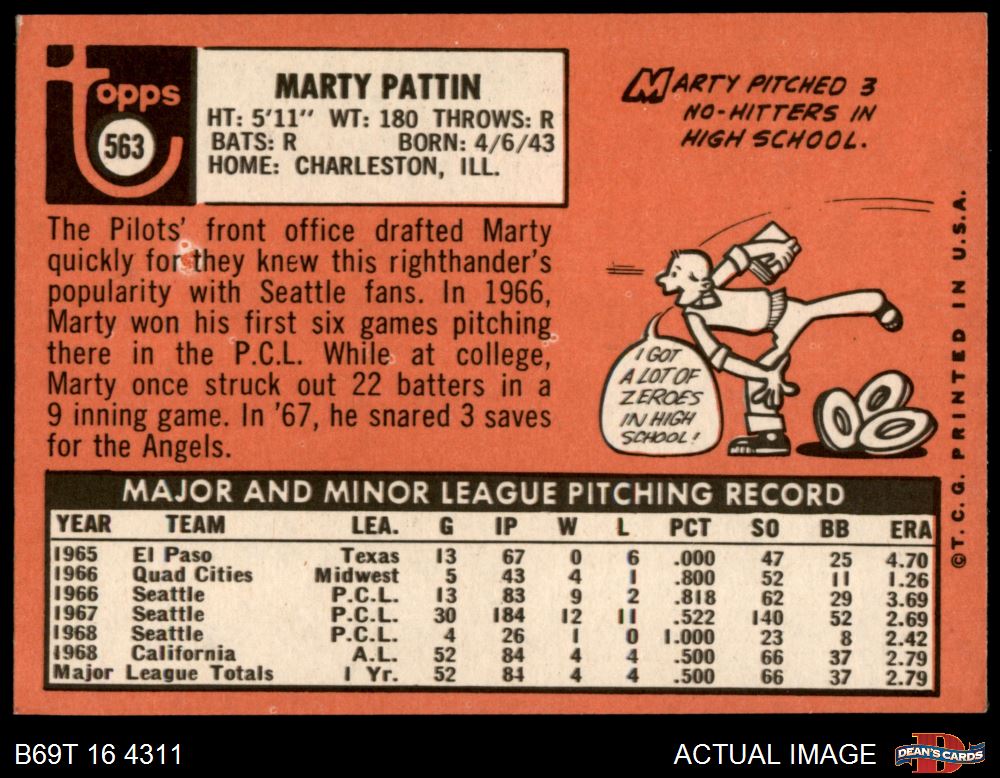 topps
563
MARTY PATTIN
HT: 5'11" WT: 180 THROWS: R
BATS: R BORN: 4/6/43
HOME: CHARLESTON, ILL.
MARTY PITCHED 3
NO-HITTERS IN
HIGH SCHOOL.
The Pilots' front office drafted Marty
quickly for they knew this righthander's
popularity with Seattle fans. In 1966,
Marty won his first six games pitching
there in the P.C.L. While at college,
Marty once struck out 22 batters in a
9 inning game. In '67, he snared 3 saves
for the Angels.
I GOT
A LOT OF
ZEROES
IN HIGH
SCHOOL!
©T. C. G. PRINTED IN U.S.A.
MAJOR AND MINOR LEAGUE PITCHING RECORD
YEAR TEAM LEA. G IP W L PCT SO BB ERA
1965 El Paso Texas 13 67 0 6 .000 47 25 4.70
1966 Quad Cities Midwest 5 43 4 1 .800 52 11 1.26
1966 Seattle P.C.L. 13 83 9 2 .818 62 29 3.69
1967 Seattle P.C.L. 30 184 12 11 .522 140 52 2.69
1968 Seattle P.C.L. 4 26 1 0 1.000 23 8 2.42
1968 California A.L. 52 84 4 4 .500 66 37 2.79
Major League Totals 1 Yr. 52 84 4 4 .500 66 37 2.79
B69T 16 4311
ACTUAL IMAGE
DEAN'S CARDS